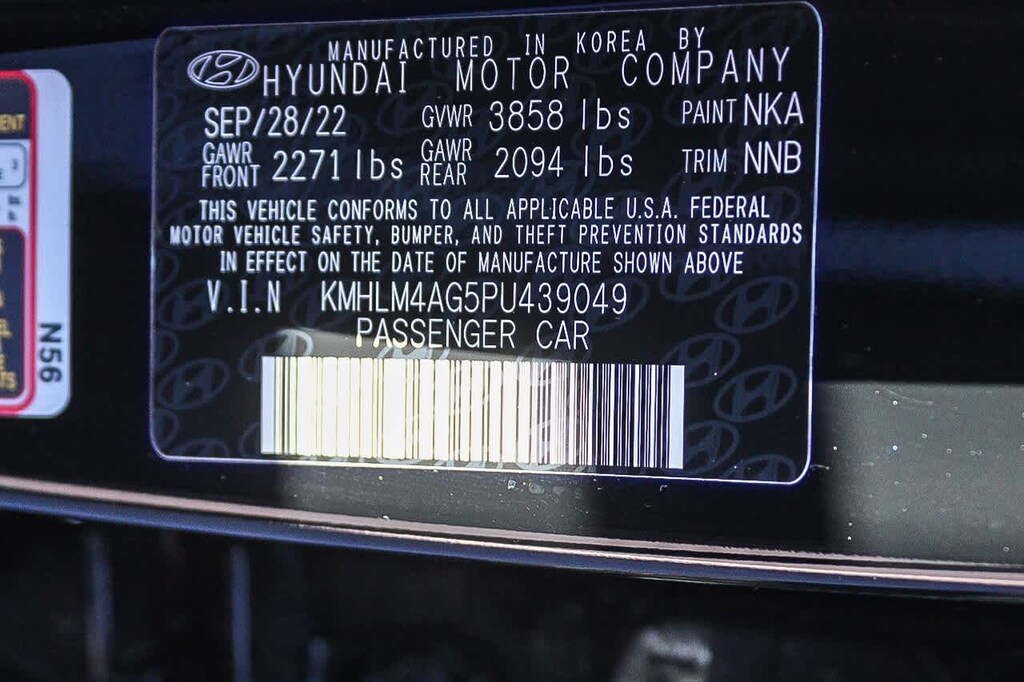 MANUFACTURED IN KOREA BY
HYUNDAI MOTOR COMPANY
SEP/28/22 GVWR 3858 lbs PAINT NKA
GAWR FRONT 2271 lbs GAWR REAR 2094 lbs TRIM NNB
THIS VEHICLE CONFORMS TO ALL APPLICABLE U.S.A. FEDERAL
MOTOR VEHICLE SAFETY, BUMPER, AND THEFT PREVENTION STANDARDS
IN EFFECT ON THE DATE OF MANUFACTURE SHOWN ABOVE
V.I.N KMHLM4AG5PU439049
PASSENGER CAR
N56